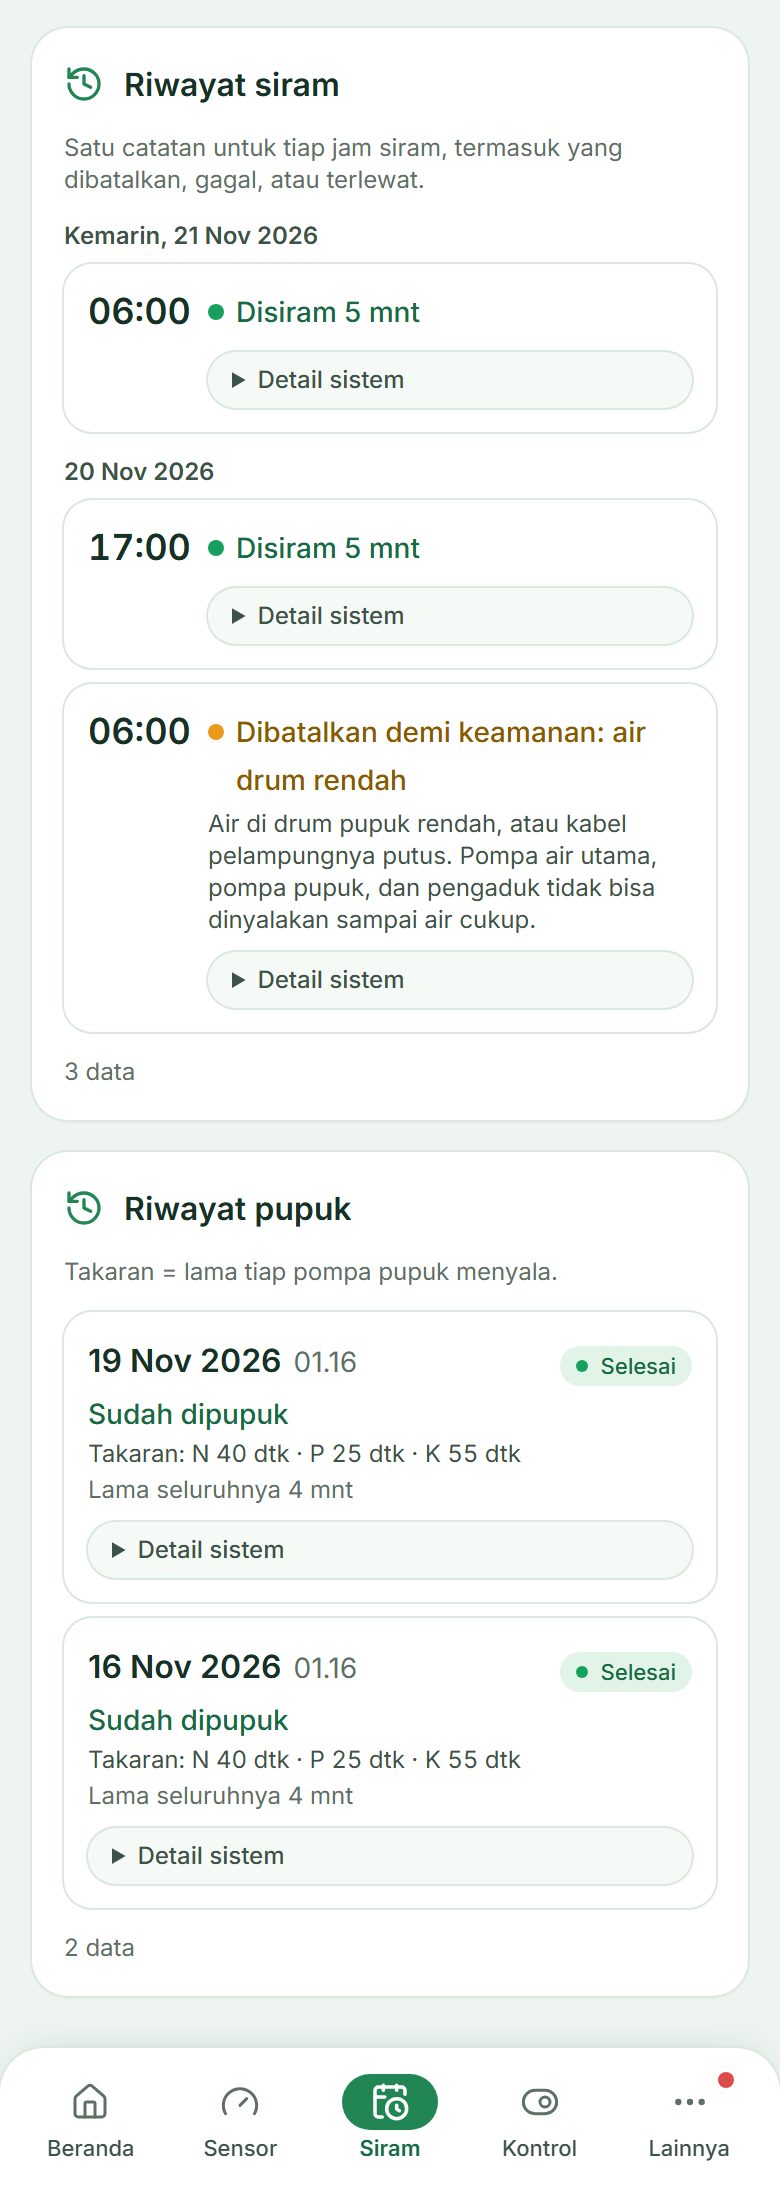 Riwayat siram
Satu catatan untuk tiap jam siram, termasuk yang
dibatalkan, gagal, atau terlewat.
Kemarin, 21 Nov 2026
06:00 Disiram 5 mnt
Detail sistem
20 Nov 2026
17:00 Disiram 5 mnt
Detail sistem
06:00 Dibatalkan demi keamanan: air
drum rendah
Air di drum pupuk rendah, atau kabel
pelampungnya putus. Pompa air utama,
pompa pupuk, dan pengaduk tidak bisa
dinyalakan sampai air cukup.
Detail sistem
3 data
Riwayat pupuk
Takaran = lama tiap pompa pupuk menyala.
19 Nov 2026 01.16 Selesai
Sudah dipupuk
Takaran: N 40 dtk · P 25 dtk · K 55 dtk
Lama seluruhnya 4 mnt
Detail sistem
16 Nov 2026 01.16 Selesai
Sudah dipupuk
Takaran: N 40 dtk · P 25 dtk · K 55 dtk
Lama seluruhnya 4 mnt
Detail sistem
2 data
Beranda Sensor Siram Kontrol Lainnya